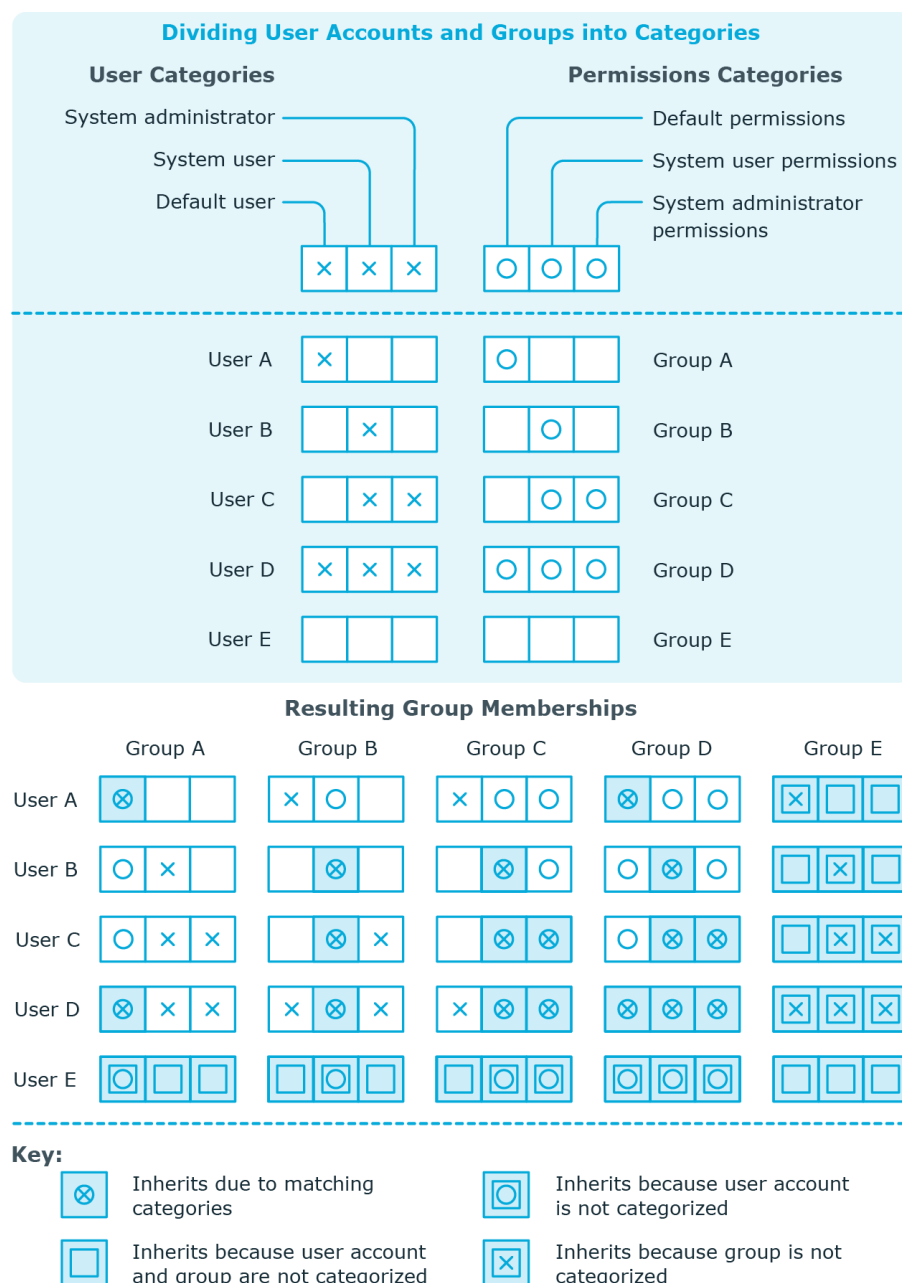 Dividing User Accounts and Groups into Categories
User Categories
Permissions Categories
System administrator
System user
Default user
Default permissions
System user permissions
System administrator
permissions
User A
Group A
User B
Group B
User C
Group C
User D
Group D
User E
Group E
Resulting Group Memberships
Group A
Group B
Group C
Group D
Group E
User A
User B
User C
User D
User E
Key:
Inherits due to matching
categories
Inherits because user account
is not categorized
Inherits because user account
and group are not categorized
Inherits because group is not
categorized